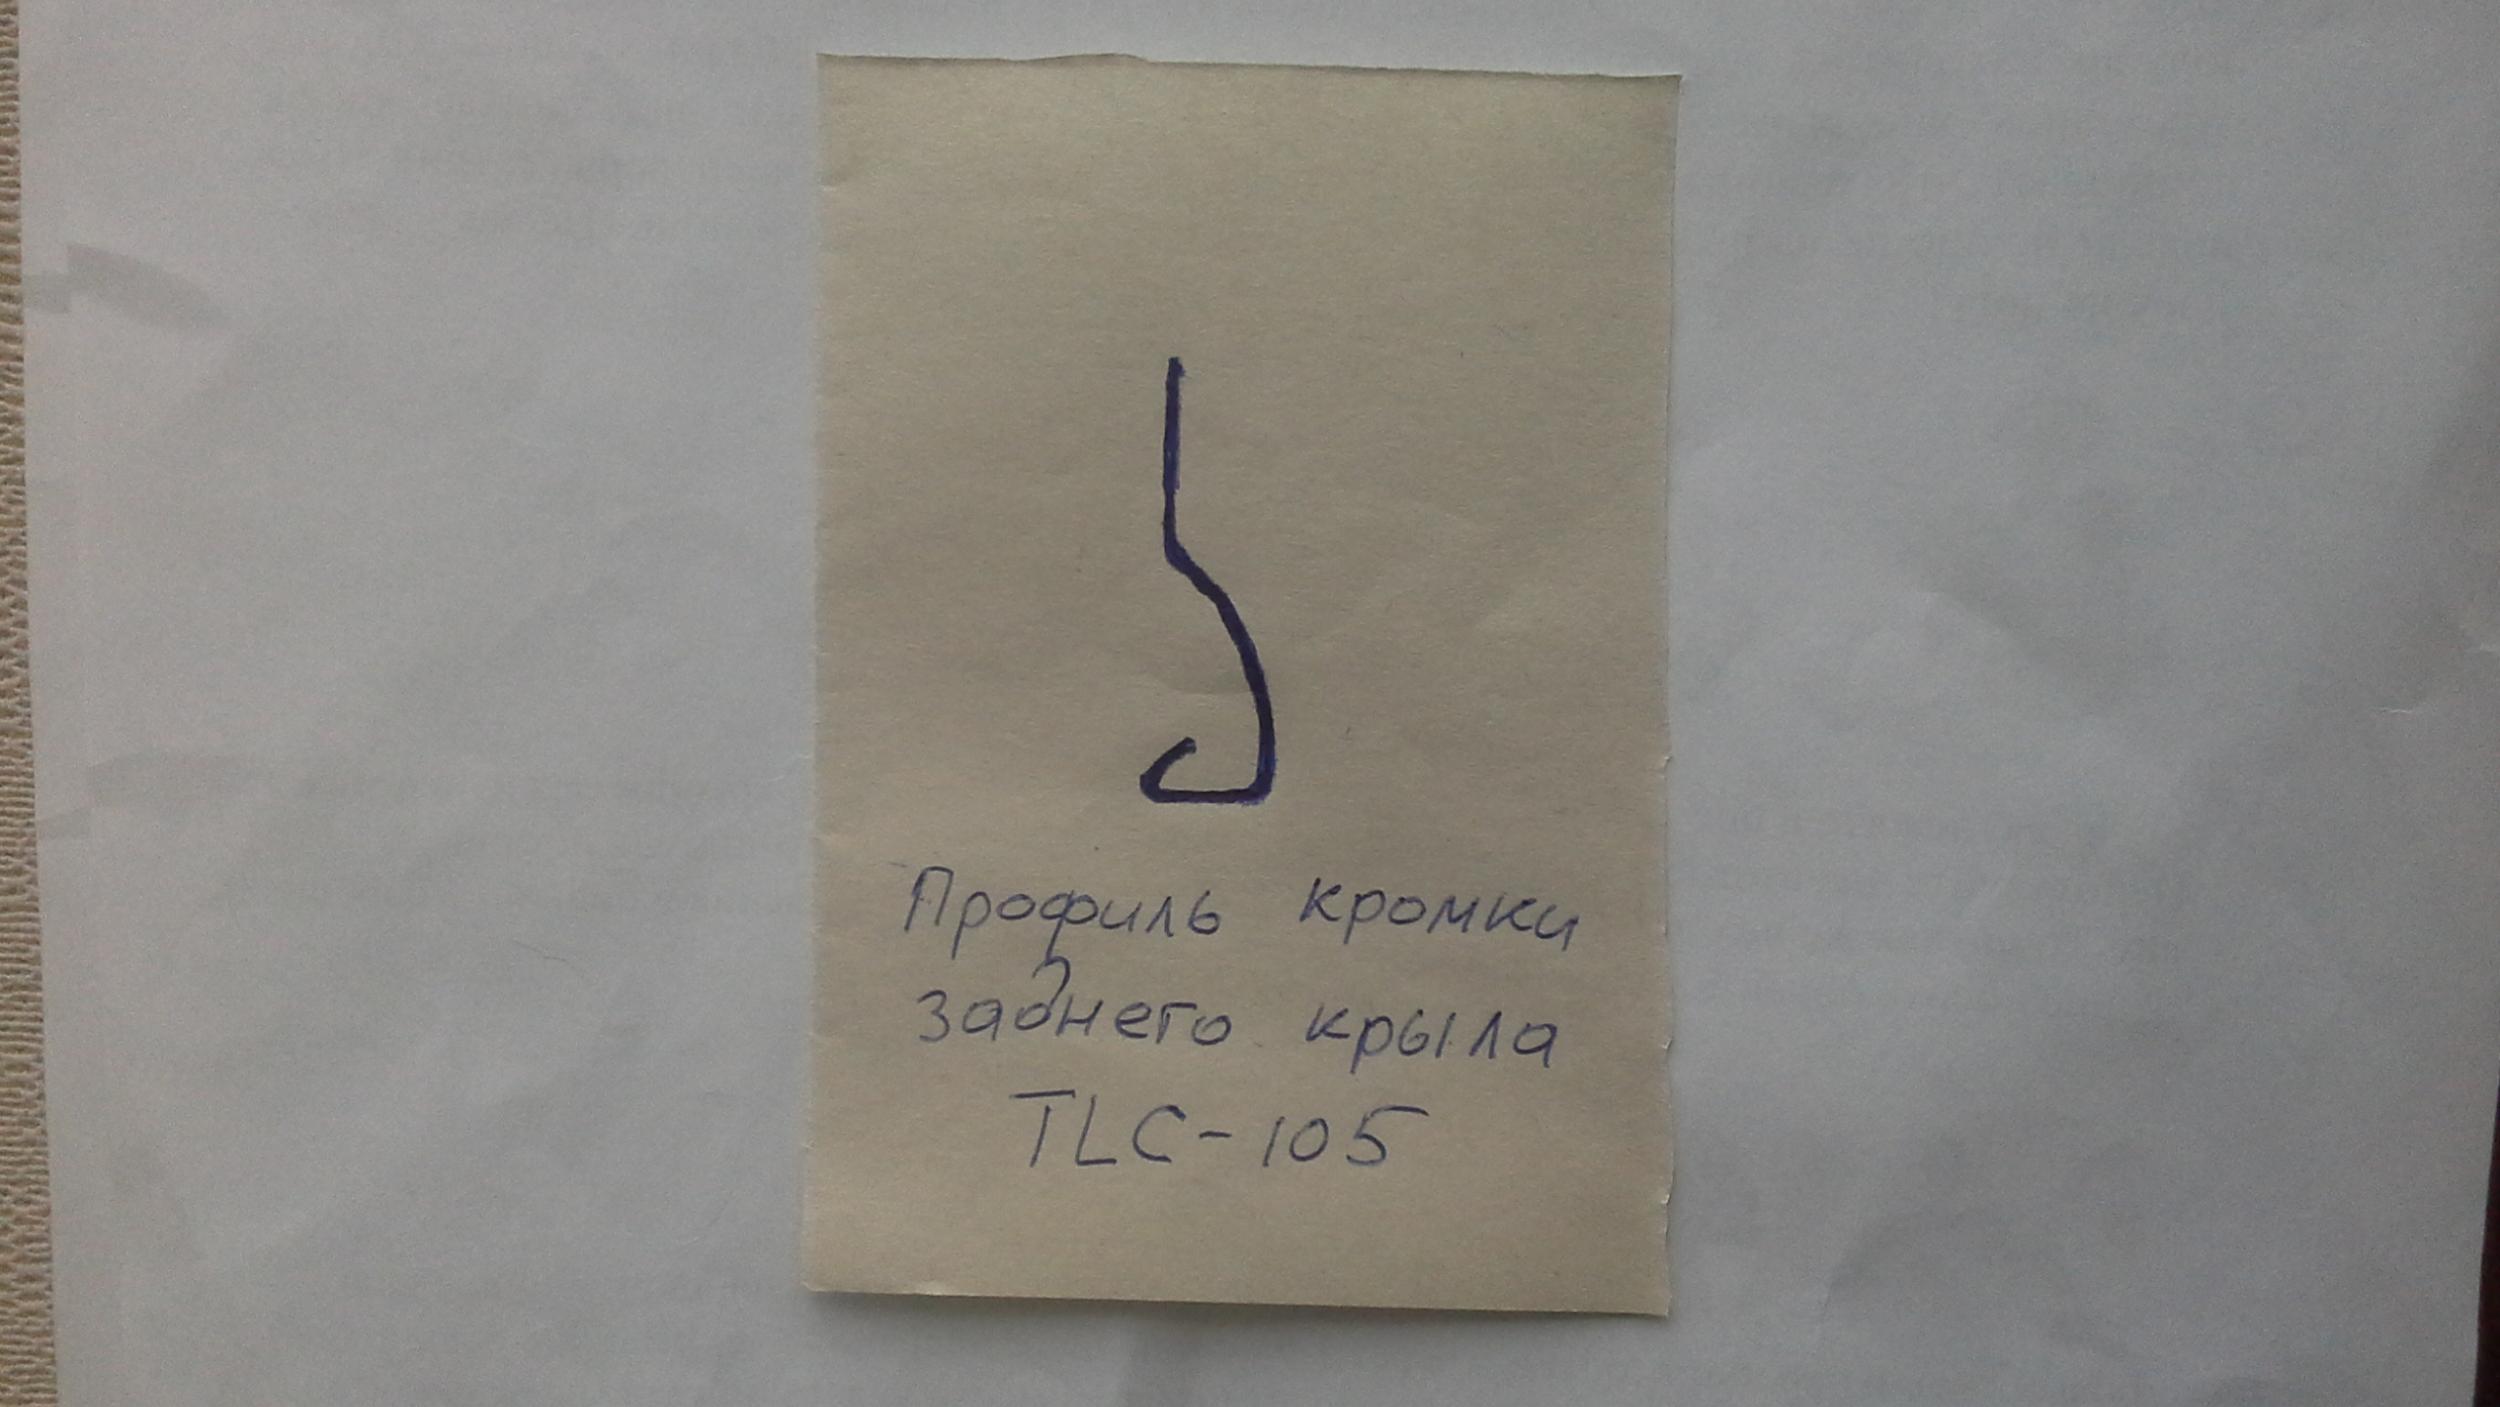 Профиль кромки
заднего крыла
TLC-105